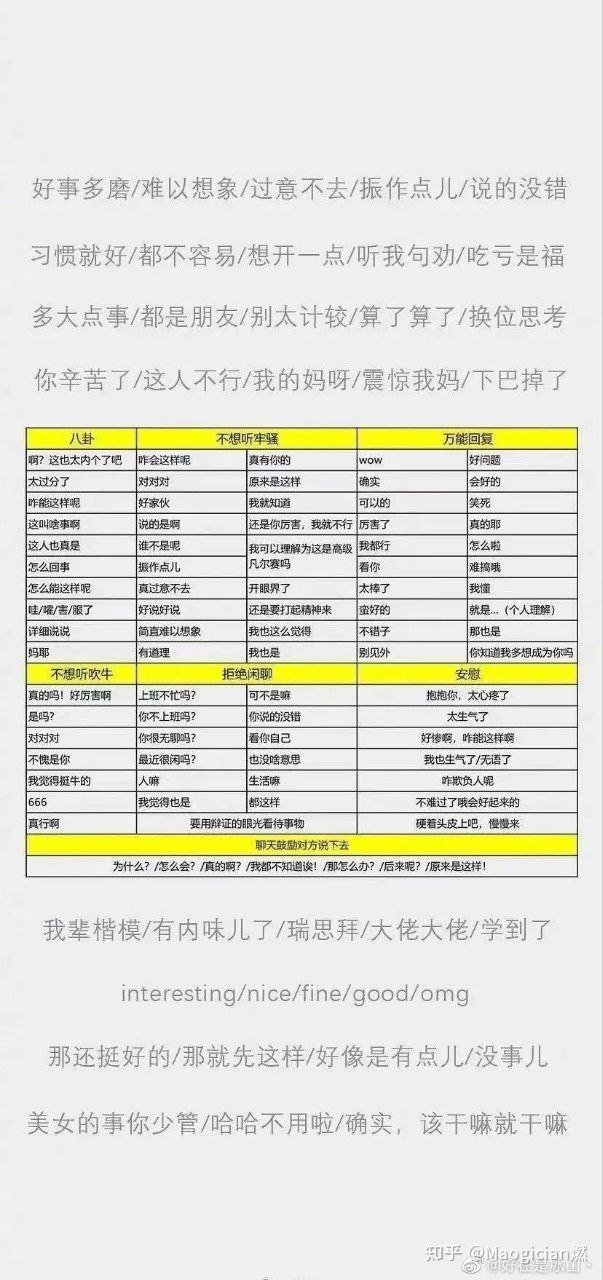 好事多磨/难以想象/过意不去/振作点儿/说的没错
习惯就好/都不容易/想开一点/听我句劝/吃亏是福
多大点事/都是朋友/别太计较/算了算了/换位思考
你辛苦了/这人不行/我的妈呀/震惊我妈/下巴掉了
八卦 不想听牢骚 万能回复
啊？这也太内个了吧 咋会这样呢 真有你的 wow 好问题
太过分了 对对对 原来是这样 确实 会好的
咋能这样呢 好家伙 我就知道 可以的 笑死
这叫啥事啊 说的是啊 还是你厉害，我就不行 厉害了 真的耶
这人也真是 谁不是呢 我可以理解为这是高级 我都行 怎么啦
怎么回事 振作点儿 凡尔赛吗 看你 难搞哦
怎么能这样呢 真过意不去 开眼界了 太棒了 我懂
哇/嚯/害/服了 好说好说 还是要打起精神来 蛮好的 就是...（个人理解）
详细说说 简直难以想象 我也这么觉得 不错子 那也是
妈耶 有道理 我也是 别见外 你知道我多想成为你吗
不想听吹牛 拒绝闲聊 安慰
真的吗！好厉害啊 上班不忙吗？ 可不是嘛 抱抱你，太心疼了
是吗？ 你不上班吗？ 你说的没错 太生气了
对对对 你很无聊吗？ 看你自己 好惨啊，咋能这样啊
不愧是你 最近很闲吗？ 也没啥意思 我也生气了/无语了
我觉得挺牛的 人嘛 生活嘛 咋欺负人呢
666 我觉得也是 都这样 不难过了哦会好起来的
真行啊 要用辩证的眼光看待事物 硬着头皮上吧，慢慢来
聊天鼓励对方说下去
为什么？/怎么会？/真的啊？/我都不知道诶！/那怎么办？/后来呢？/原来是这样！
我辈楷模/有内味儿了/瑞思拜/大佬大佬/学到了
interesting/nice/fine/good/omg
那还挺好的/那就先这样/好像是有点儿/没事儿
美女的事你少管/哈哈不用啦/确实，该干嘛就干嘛
知乎 @Maogician燃
@好在是冰山丶